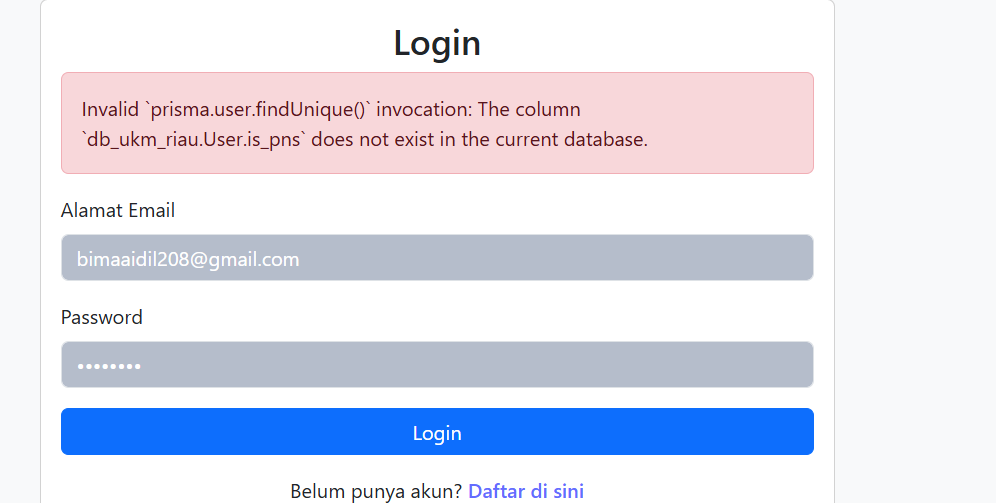 Login
Invalid `prisma.user.findUnique()` invocation: The column
`db_ukm_riau.User.is_pns` does not exist in the current database.
Alamat Email
bimaaidil208@gmail.com
Password
••••••••
Login
Belum punya akun? Daftar di sini